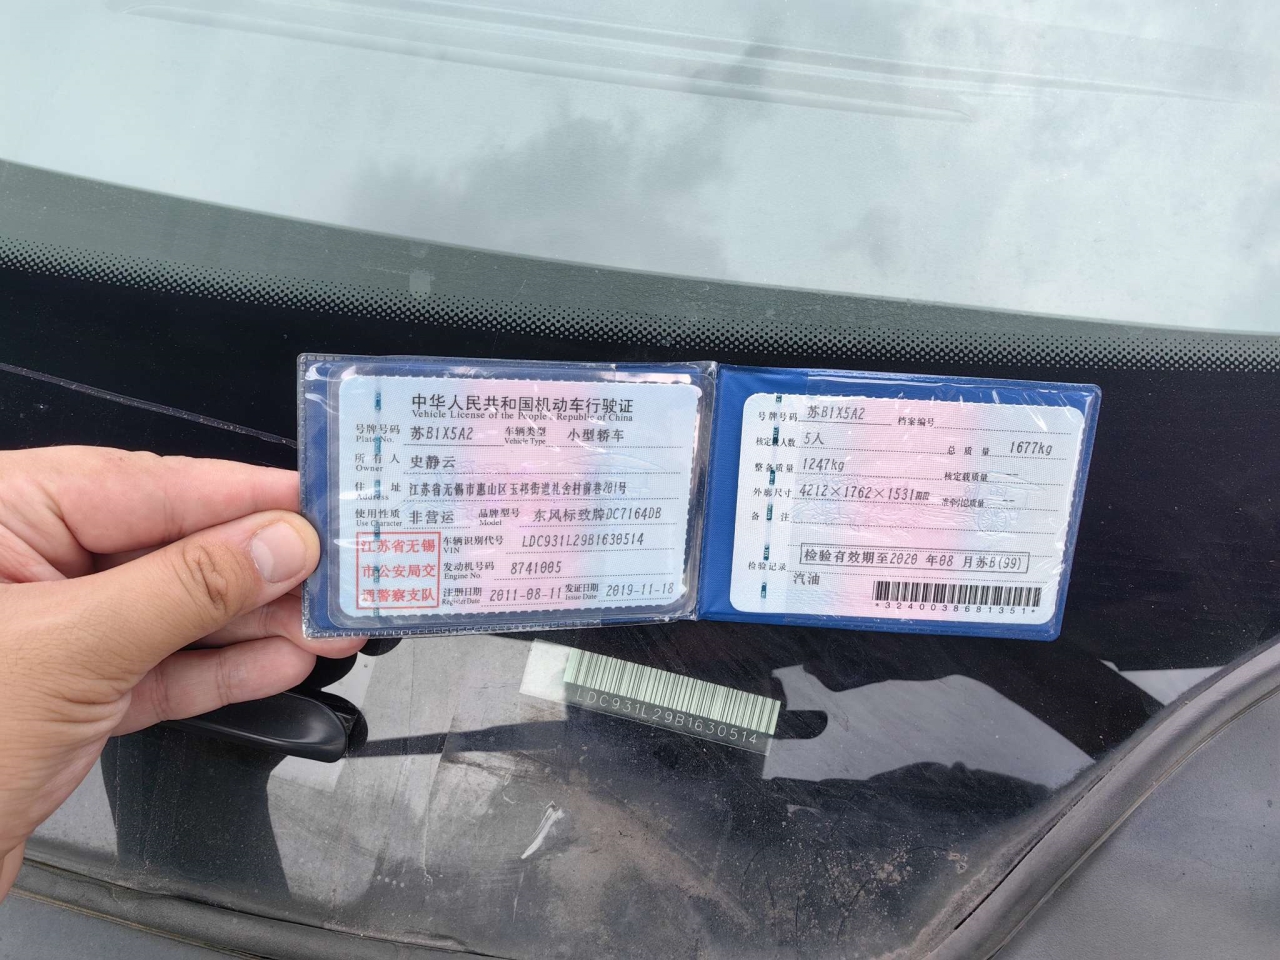 中华人民共和国机动车行驶证
Vehicle License of the People's Republic of China
号牌号码 Plate No. 苏B1X5A2 车辆类型 Vehicle Type 小型轿车
所有人 Owner 史静云
住址 Address 江苏省无锡市惠山区玉祁街道礼舍村前巷201号
使用性质 Use Character 非营运 品牌型号 Model 东风标致牌DC7164DB
江苏省无锡
市公安局交
通警察支队
车辆识别代号 VIN LDC931L29B1630514
发动机号码 Engine No. 8741005
注册日期 Register Date 2011-08-11 发证日期 Issue Date 2019-11-18
号牌号码 苏B1X5A2 档案编号
核定载人数 5人 总质量 1677kg
整备质量 1247kg 核定载质量 --
外廓尺寸 4212×1762×1531mm 准牵引总质量 --
备注
检验有效期至2020年08月苏B(99)
检验记录
汽油
*3240038681351*
LDC931L29B1630514